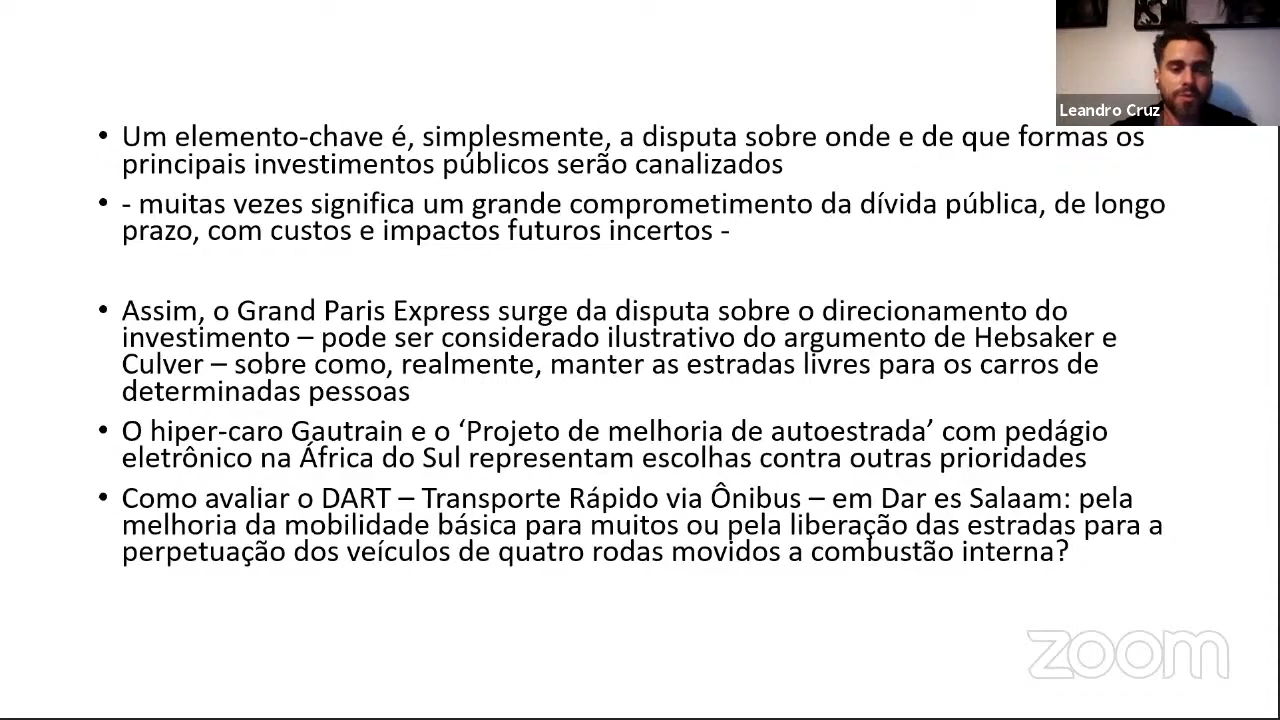 Leandro Cruz
• Um elemento-chave é, simplesmente, a disputa sobre onde e de que formas os
principais investimentos públicos serão canalizados
• - muitas vezes significa um grande comprometimento da dívida pública, de longo
prazo, com custos e impactos futuros incertos -
• Assim, o Grand Paris Express surge da disputa sobre o direcionamento do
investimento – pode ser considerado ilustrativo do argumento de Hebsaker e
Culver – sobre como, realmente, manter as estradas livres para os carros de
determinadas pessoas
• O hiper-caro Gautrain e o ‘Projeto de melhoria de autoestrada’ com pedágio
eletrônico na África do Sul representam escolhas contra outras prioridades
• Como avaliar o DART – Transporte Rápido via Ônibus – em Dar es Salaam: pela
melhoria da mobilidade básica para muitos ou pela liberação das estradas para a
perpetuação dos veículos de quatro rodas movidos a combustão interna?
zoom